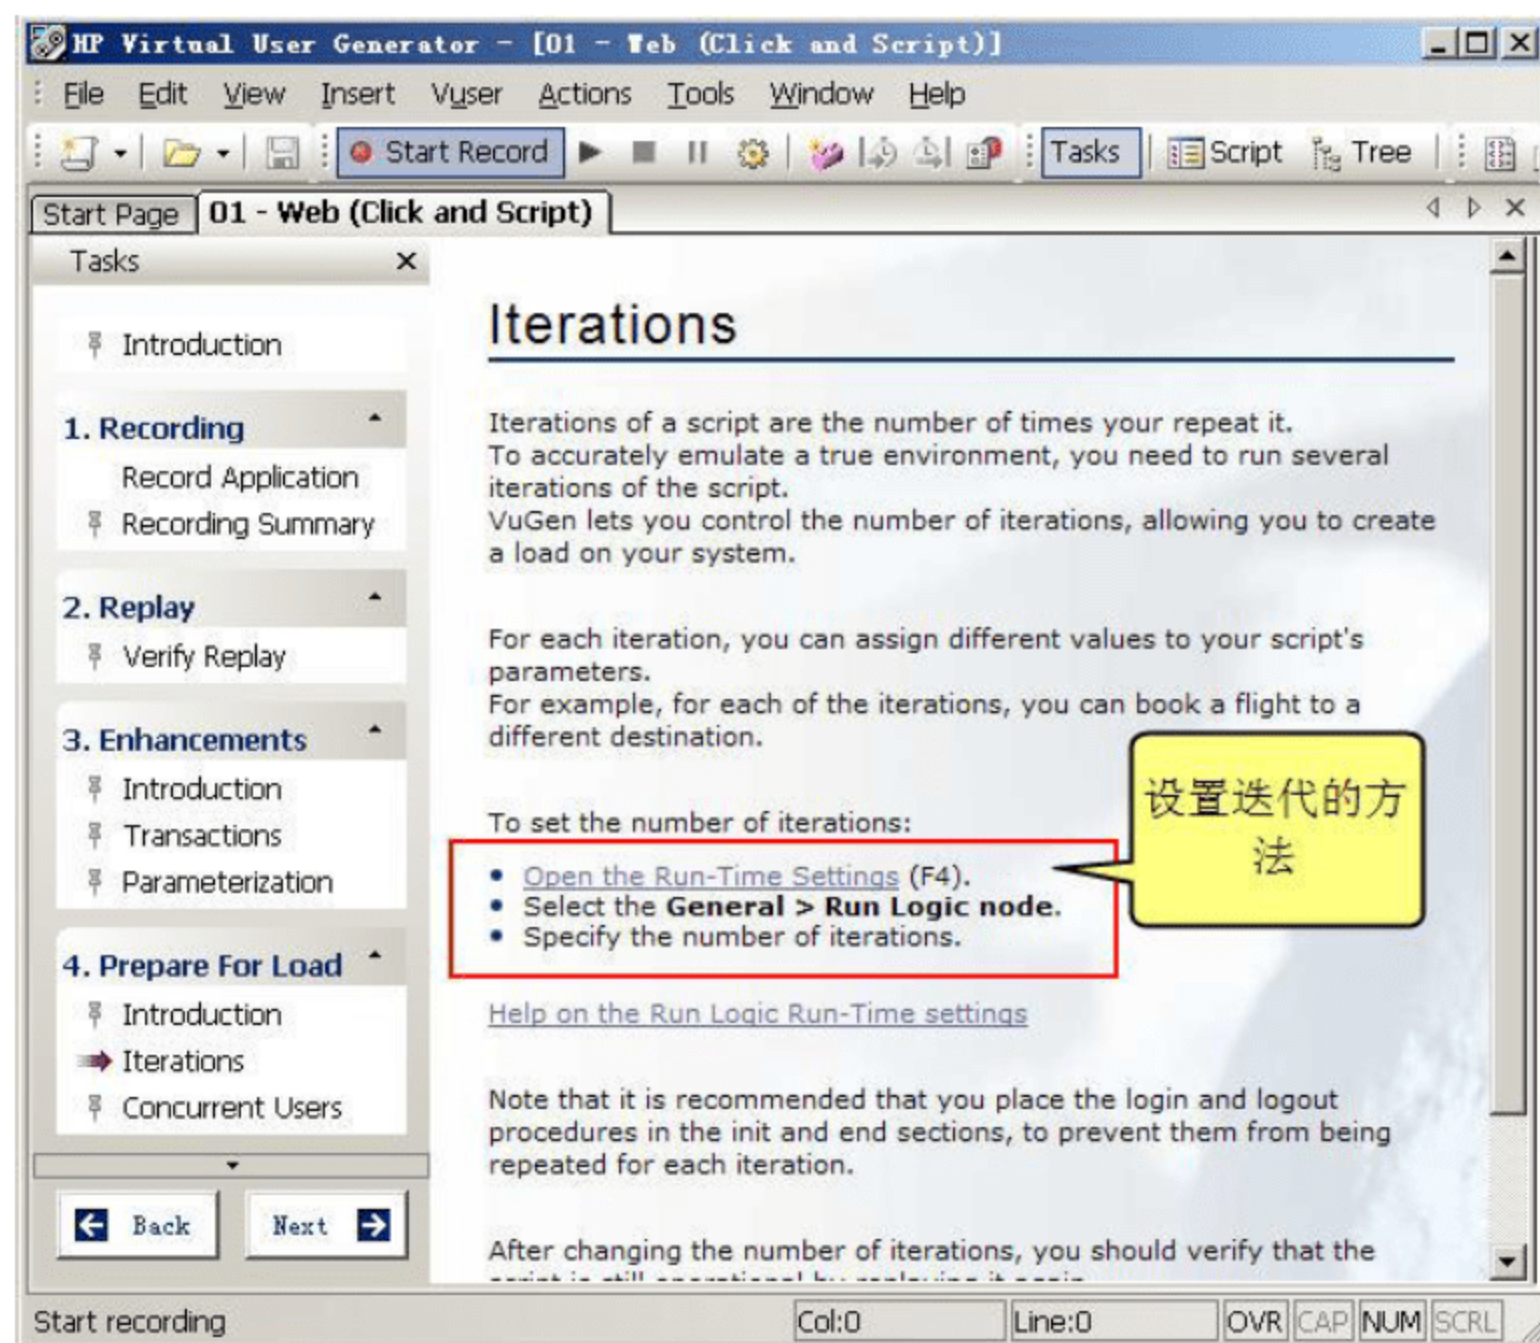 HP Virtual User Generator - [01 - Web (Click and Script)]
File Edit View Insert Vuser Actions Tools Window Help
Start Record Tasks Script Tree
Start Page 01 - Web (Click and Script)
Tasks
Introduction
1. Recording
Record Application
Recording Summary
2. Replay
Verify Replay
3. Enhancements
Introduction
Transactions
Parameterization
4. Prepare For Load
Introduction
Iterations
Concurrent Users
Back Next
Iterations
Iterations of a script are the number of times your repeat it.
To accurately emulate a true environment, you need to run several
iterations of the script.
VuGen lets you control the number of iterations, allowing you to create
a load on your system.
For each iteration, you can assign different values to your script's
parameters.
For example, for each of the iterations, you can book a flight to a
different destination.
To set the number of iterations:
• Open the Run-Time Settings (F4).
• Select the General > Run Logic node.
• Specify the number of iterations.
设置迭代的方
法
Help on the Run Logic Run-Time settings
Note that it is recommended that you place the login and logout
procedures in the init and end sections, to prevent them from being
repeated for each iteration.
After changing the number of iterations, you should verify that the
script is still operational by replaying it again.
Start recording Col:0 Line:0 OVR CAP NUM SCRL